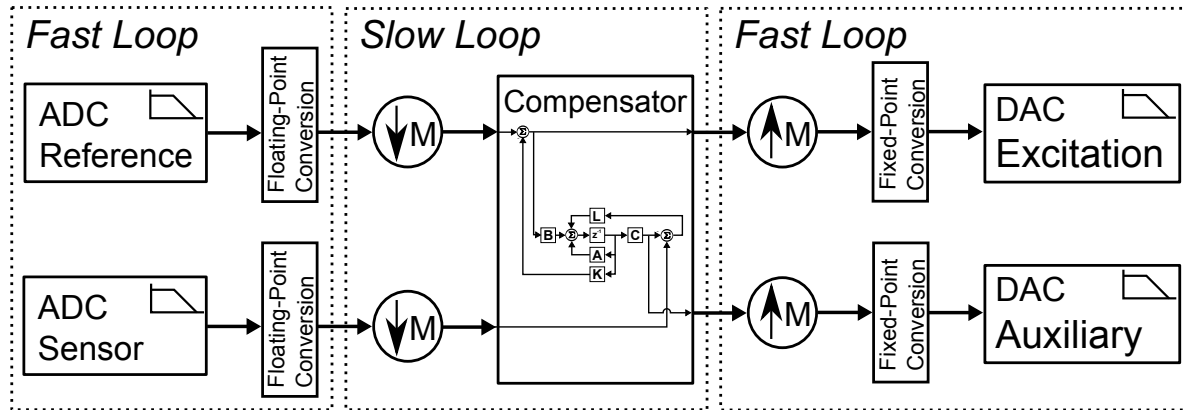 Fast Loop
Slow Loop
Fast Loop
ADC
Reference
Floating-Point
Conversion
M
Compensator
Σ
B
Σ
L
z⁻¹
A
K
C
Σ
M
Fixed-Point
Conversion
DAC
Excitation
ADC
Sensor
Floating-Point
Conversion
M
M
Fixed-Point
Conversion
DAC
Auxiliary